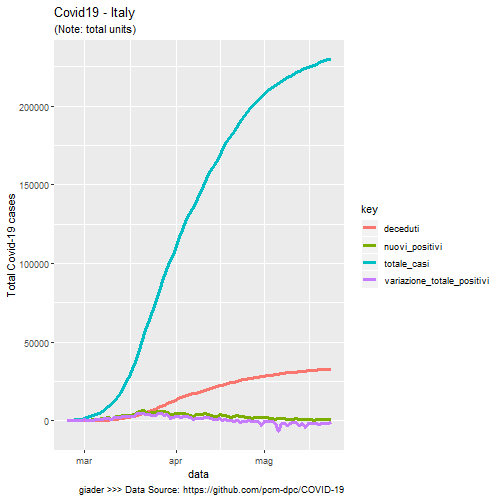 Covid19 - Italy
(Note: total units)
Total Covid-19 cases
200000
150000
100000
50000
0
mar
apr
mag
data
key
deceduti
nuovi_positivi
totale_casi
variazione_totale_positivi
giader >>> Data Source: https://github.com/pcm-dpc/COVID-19